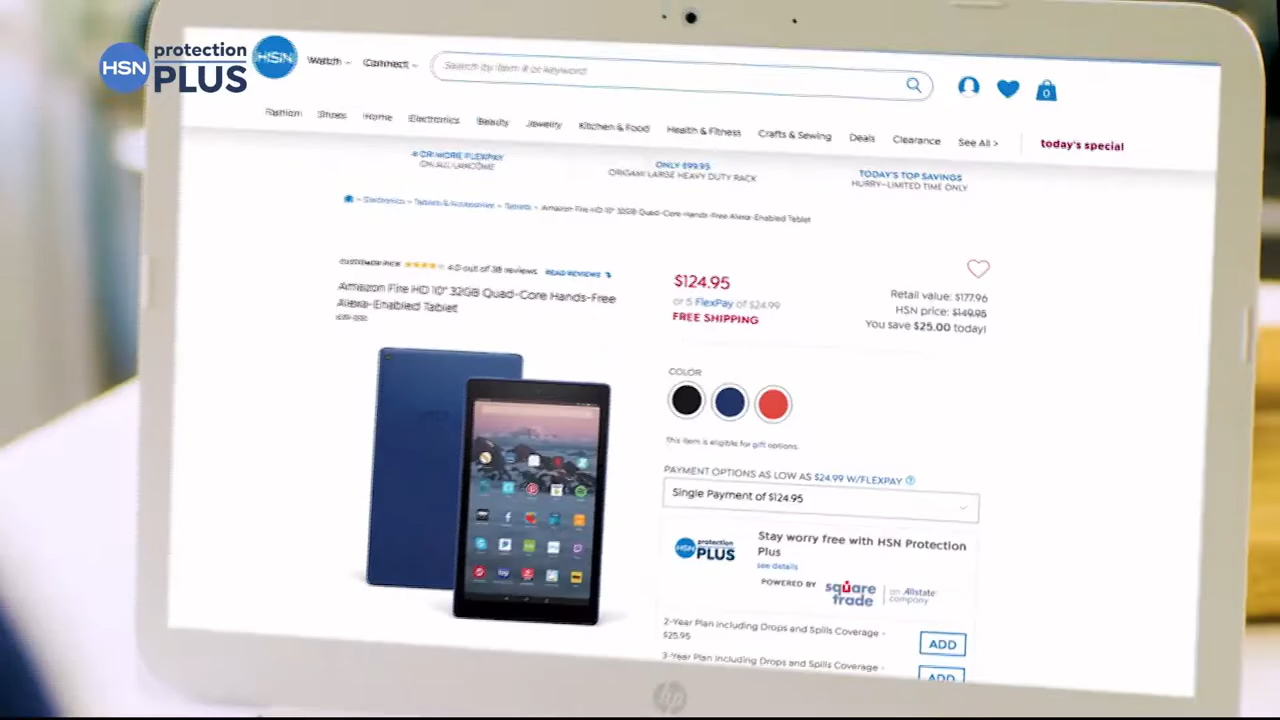 HSN protection PLUS
HSN
Watch Connect
Search by item # or keyword
0
Fashion Shoes Home Electronics Beauty Jewelry Kitchen & Food Health & Fitness Crafts & Sewing Deals Clearance See All > today's special
4 OR MORE FLEXPAY
ON ALL LANCOME
ONLY $99.95
ORIGAMI LARGE HEAVY DUTY RACK
TODAY'S TOP SAVINGS
HURRY-LIMITED TIME ONLY
Electronics Tablets & Accessories Tablets Amazon Fire HD 10" 32GB Quad-Core Hands-Free Alexa-Enabled Tablet
CUSTOMER PICK 4.0 out of 38 reviews READ REVIEWS
Amazon Fire HD 10" 32GB Quad-Core Hands-Free
Alexa-Enabled Tablet
$124.95
or 5 FlexPay of $24.99
FREE SHIPPING
Retail value: $177.96
HSN price: $149.95
You save $25.00 today!
COLOR
This item is eligible for gift options.
PAYMENT OPTIONS AS LOW AS $24.99 W/FLEXPAY ?
Single Payment of $124.95
HSN protection PLUS
Stay worry free with HSN Protection
Plus
see details
POWERED BY square trade an Allstate company
2-Year Plan Including Drops and Spills Coverage -
$25.95
ADD
3-Year Plan Including Drops and Spills Coverage -
ADD
hp